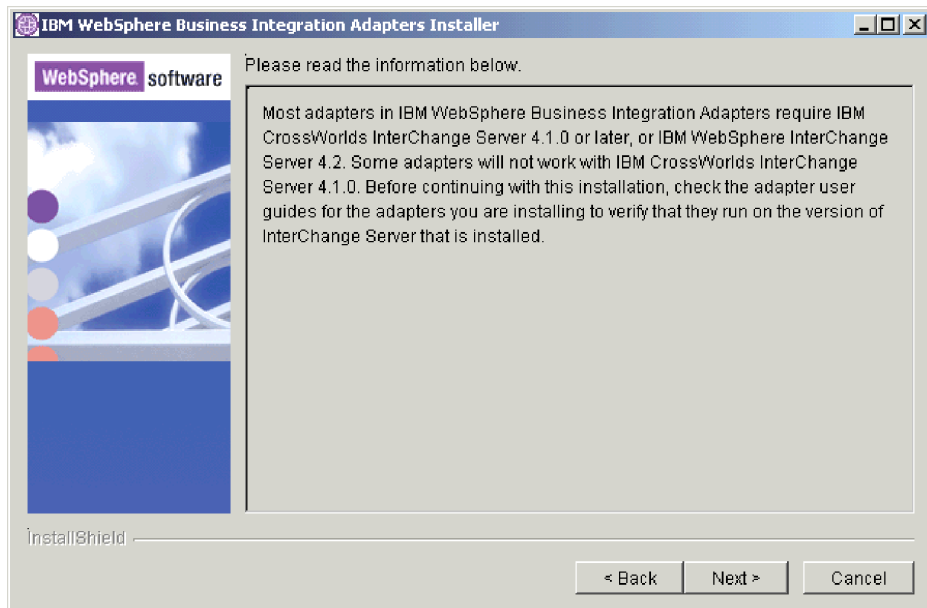 IBM WebSphere Business Integration Adapters Installer
WebSphere software
Please read the information below.
Most adapters in IBM WebSphere Business Integration Adapters require IBM
CrossWorlds InterChange Server 4.1.0 or later, or IBM WebSphere InterChange
Server 4.2. Some adapters will not work with IBM CrossWorlds InterChange
Server 4.1.0. Before continuing with this installation, check the adapter user
guides for the adapters you are installing to verify that they run on the version of
InterChange Server that is installed.
InstallShield
< Back
Next >
Cancel